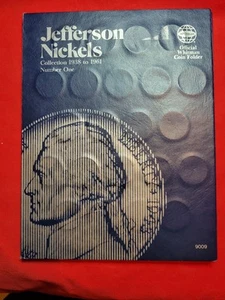 Jefferson
Nickels
Collection 1938 to 1961
Number One
Official
Whitman
Coin Folder
9009